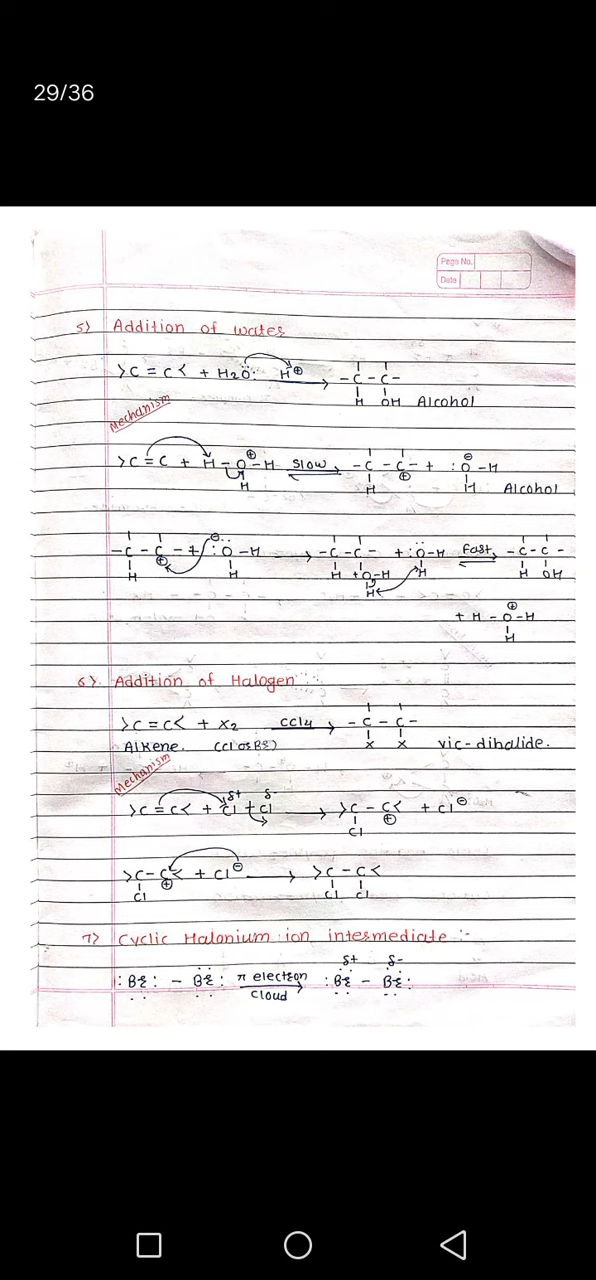 29/36
Page No.
Date
5) Addition of water
>C = C< + H2Ö: H⊕ → -C-C-
H OH Alcohol
Mechanism
>C=C + H-O⊕-H slow -C-C⊕- + :O⊖-H
H H H Alcohol
-C-C⊕- + :O⊖-H → -C-C- + :Ö-H Fast -C-C-
H H H +O-H H H OH
H
+ H-O⊕-H
H
6) Addition of Halogen :-
>C=C< + X2 CCl4 → -C-C-
Alkene. (Cl or Br) X X vic-dihalide.
Mechanism
>C=C< + Clδ+ - Clδ- → >C-C⊕< + Cl⊖
Cl
>C-C⊕< + Cl⊖ → >C-C<
Cl Cl Cl
7) Cyclic Halonium ion intermediate :-
δ+ δ-
:Br: - Br: π electron → :Br - Br:
cloud